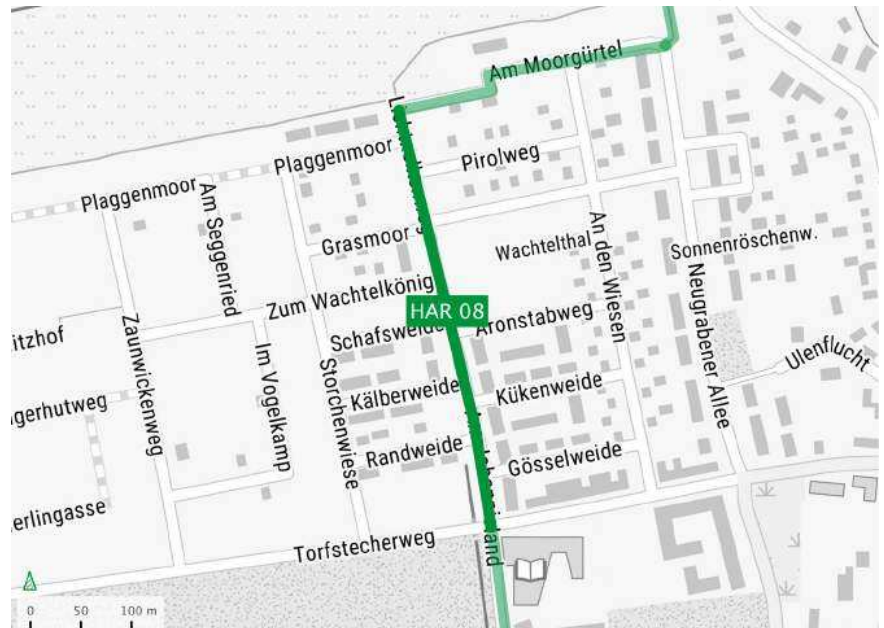 Am Moorgürtel
Plaggenmoor
Pirolweg
Plaggenmoor
Am Seggenried
Grasmoor
Wachtelthal
An den Wiesen
Sonnenröschenw.
Zum Wachtelkönig
HAR 08
Neugrabener Allee
itzhof
Schafsweide
Aronstabweg
Zaunwickenweg
Im Vogelkamp
Storchenwiese
Ulenflucht
Kälberweide
Kükenweide
gerhutweg
Randweide
Gösselweide
erlingasse
Torfstecherweg
0 50 100 m